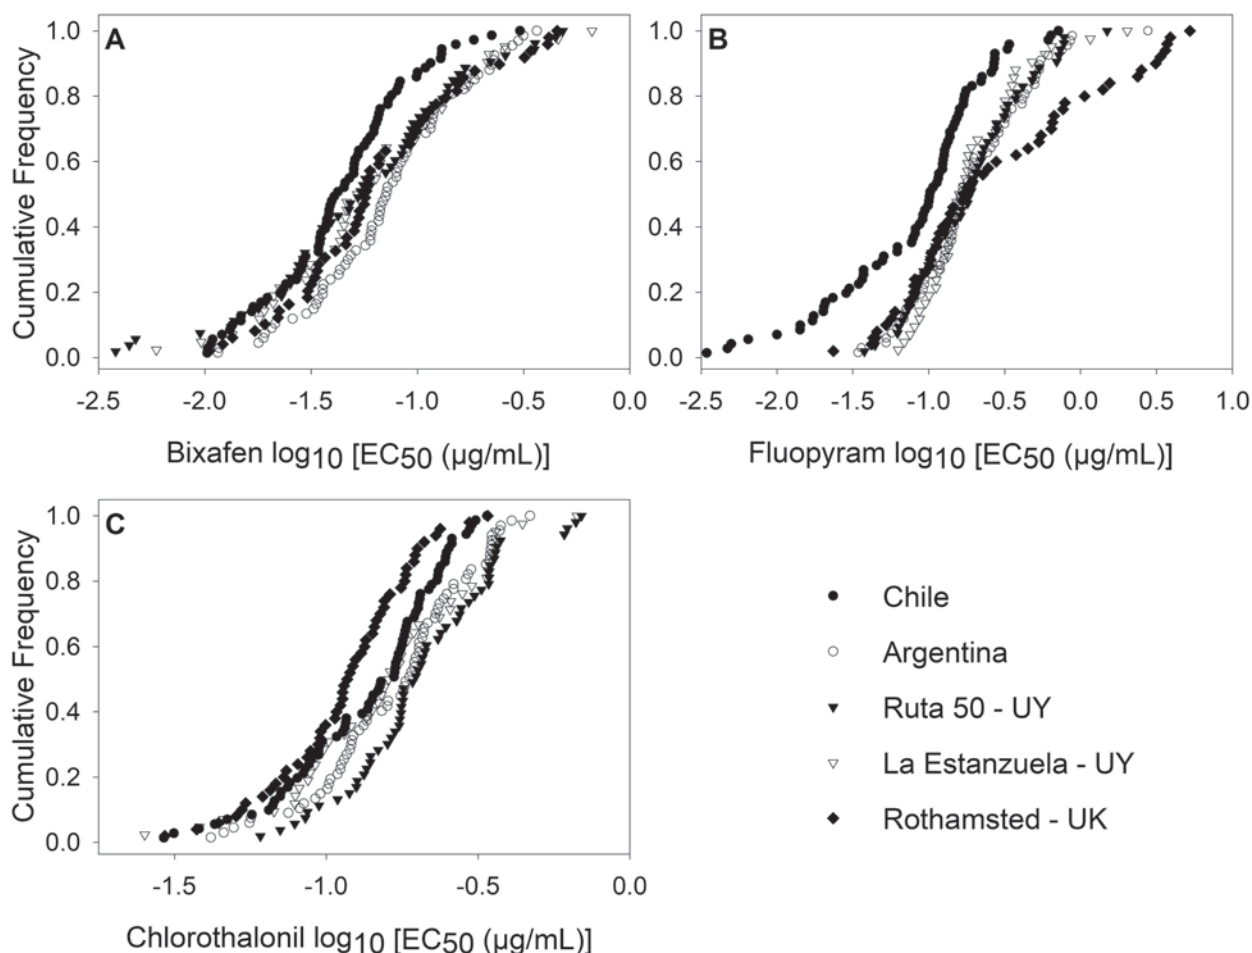 A
B
Cumulative Frequency
1.0
0.8
0.6
0.4
0.2
0.0
-2.5 -2.0 -1.5 -1.0 -0.5 0.0
Bixafen log10 [EC50 (µg/mL)]
1.0
0.8
0.6
0.4
0.2
0.0
-2.5 -2.0 -1.5 -1.0 -0.5 0.0 0.5 1.0
Fluopyram log10 [EC50 (µg/mL)]
C
Cumulative Frequency
1.0
0.8
0.6
0.4
0.2
0.0
-1.5 -1.0 -0.5 0.0
Chlorothalonil log10 [EC50 (µg/mL)]
Chile
Argentina
Ruta 50 - UY
La Estanzuela - UY
Rothamsted - UK